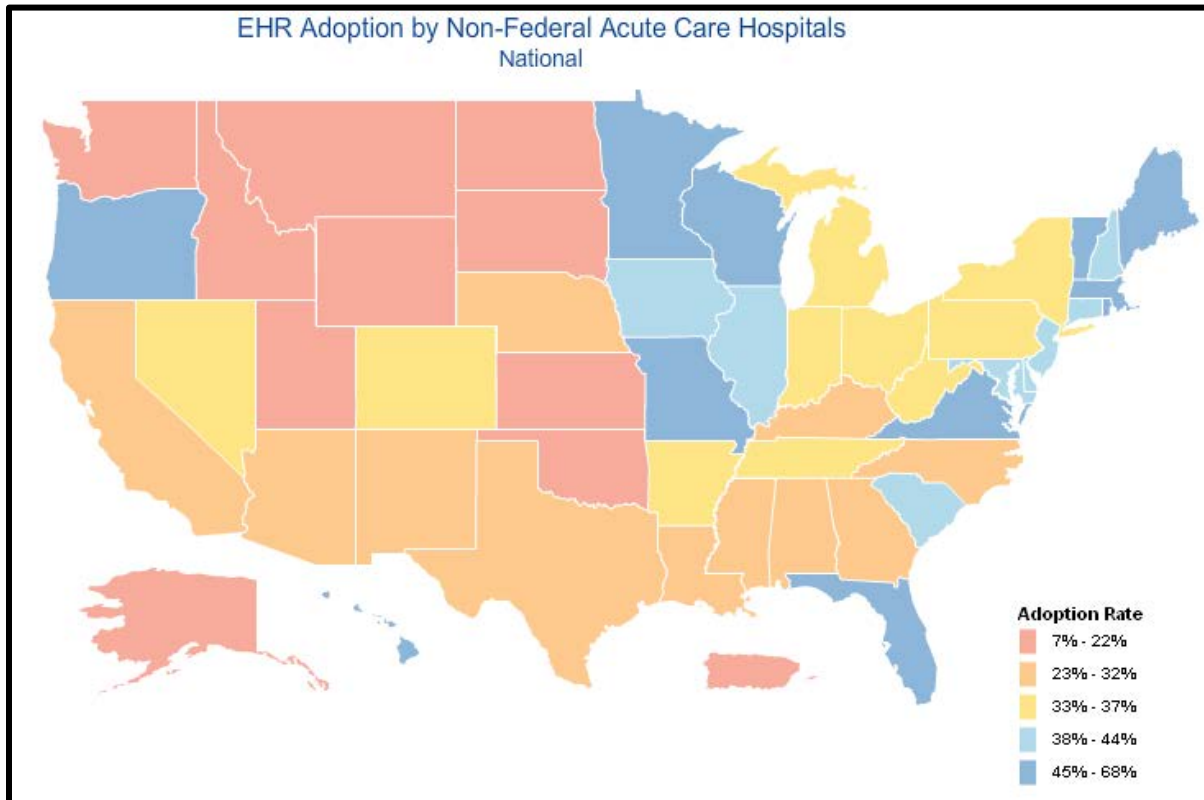 EHR Adoption by Non-Federal Acute Care Hospitals
National
Adoption Rate
7% - 22%
23% - 32%
33% - 37%
38% - 44%
45% - 68%